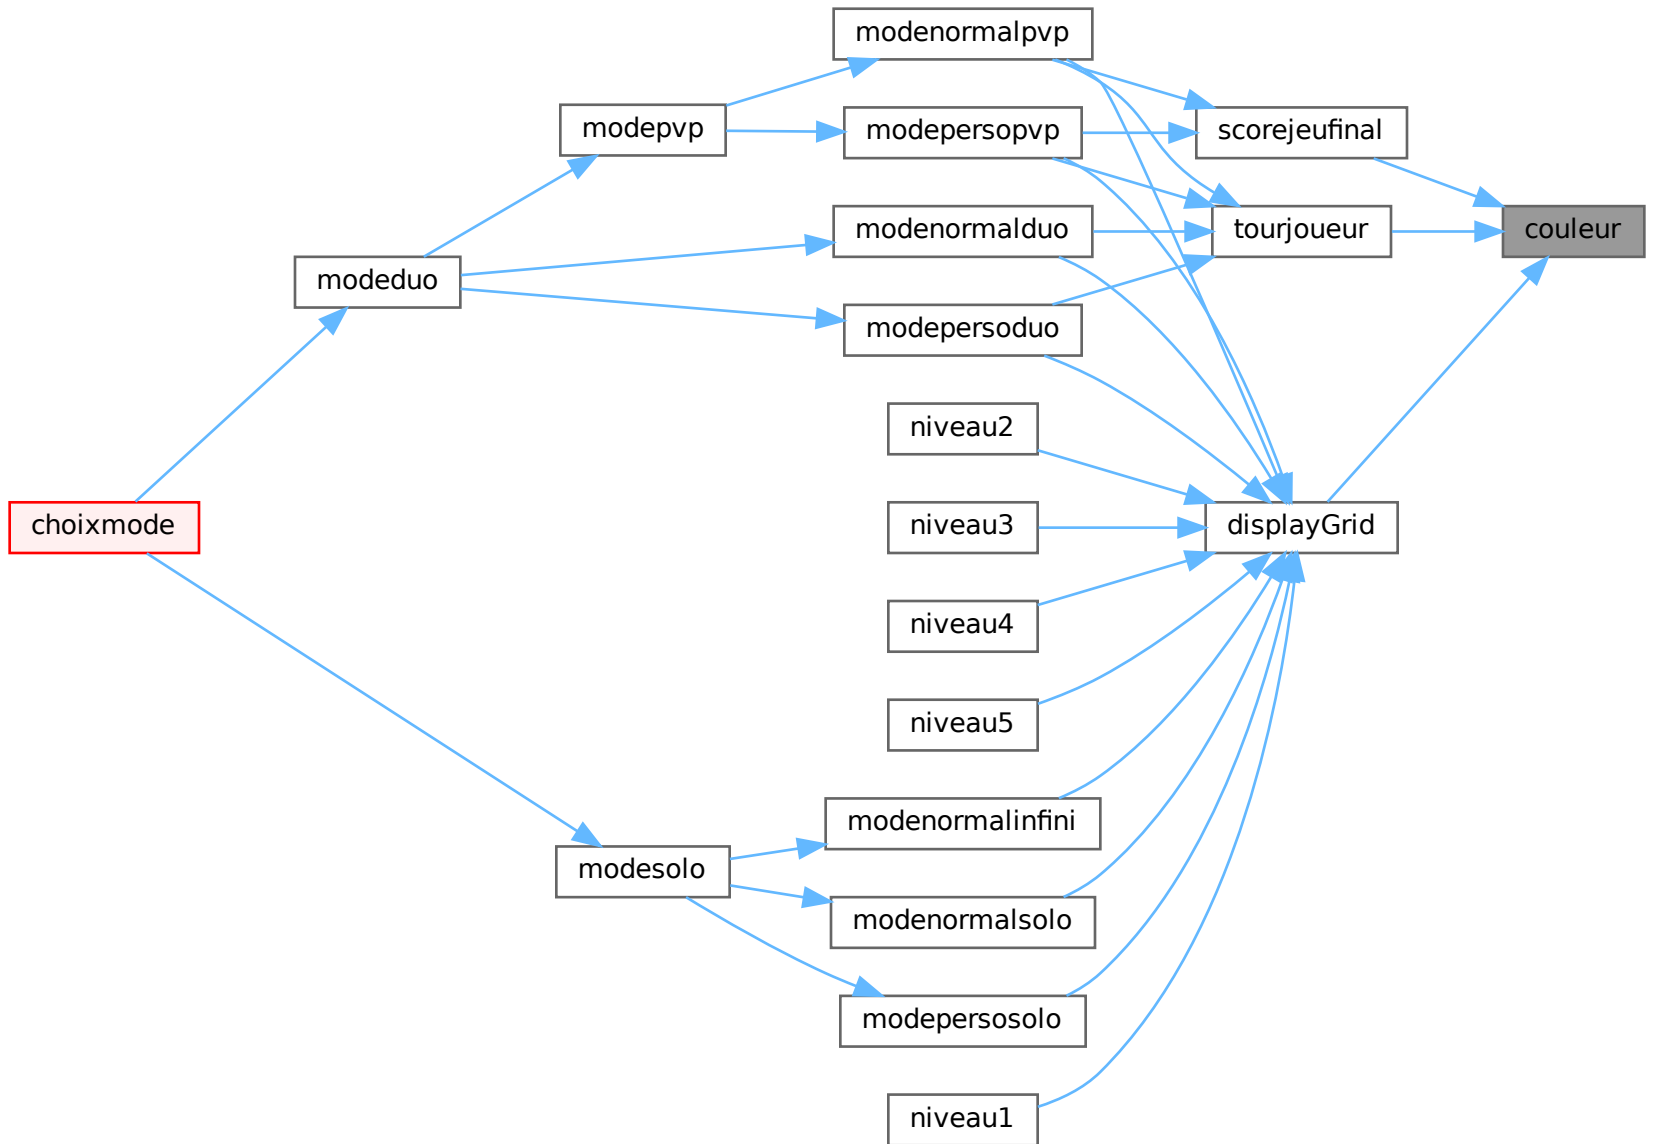 modenormalpvp
modepvp
modepersopvp
scorejeufinal
modenormalduo
tourjoueur
couleur
modeduo
modepersoduo
niveau2
choixmode
niveau3
displayGrid
niveau4
niveau5
modenormalinfini
modesolo
modenormalsolo
modepersosolo
niveau1